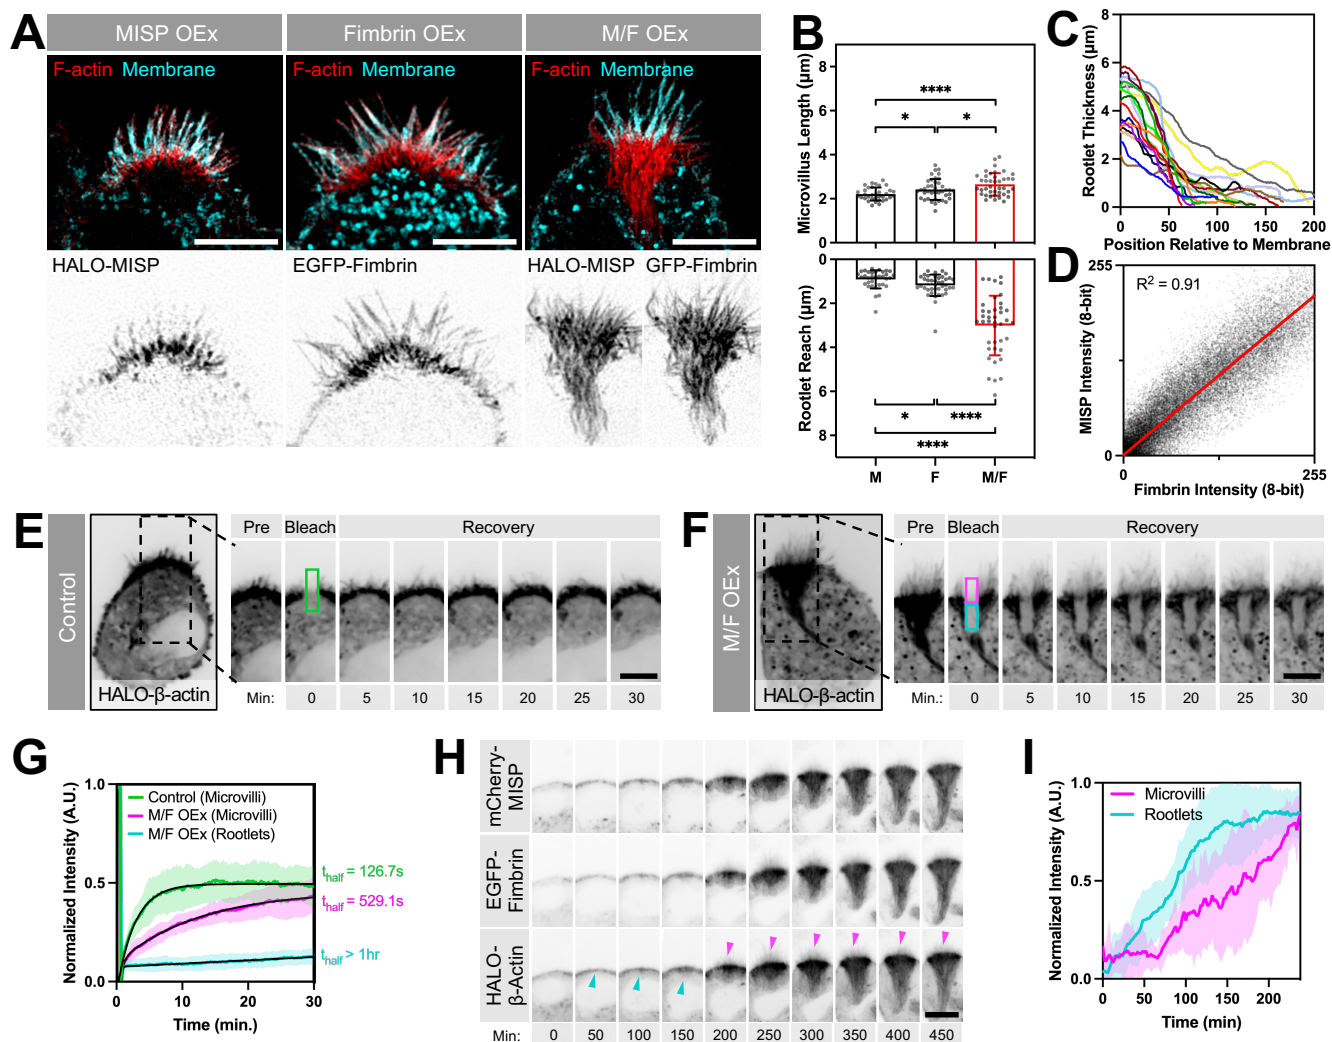 A
MISP OEx
Fimbrin OEx
M/F OEx
F-actin Membrane
F-actin Membrane
F-actin Membrane
HALO-MISP
EGFP-Fimbrin
HALO-MISP
GFP-Fimbrin
B
Microvillus Length (µm)
8
6
4
2
0
****
*
*
Rootlet Reach (µm)
0
2
4
6
8
*
****
****
M
F
M/F
C
Rootlet Thickness (µm)
8
6
4
2
0
0
50
100
150
200
Position Relative to Membrane
D
MISP Intensity (8-bit)
255
0
R² = 0.91
0
255
Fimbrin Intensity (8-bit)
E
Control
HALO-β-actin
Pre
Bleach
Recovery
Min:
0
5
10
15
20
25
30
F
M/F OEx
HALO-β-actin
Pre
Bleach
Recovery
Min.:
0
5
10
15
20
25
30
G
Normalized Intensity (A.U.)
1.0
0.5
0.0
Control (Microvilli)
M/F OEx (Microvilli)
M/F OEx (Rootlets)
t half = 126.7s
t half = 529.1s
t half > 1hr
0
10
20
30
Time (min.)
H
mCherry-
MISP
EGFP-
Fimbrin
HALO-
β-Actin
Min:
0
50
100
150
200
250
300
350
400
450
I
Normalized Intensity (A.U.)
1.0
0.5
0.0
Microvilli
Rootlets
0
50
100
150
200
Time (min)